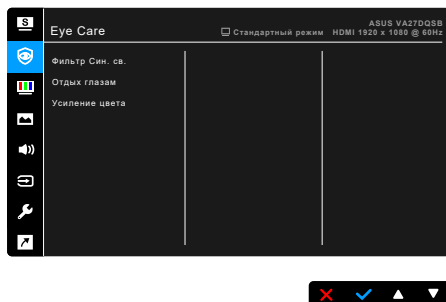 S
Eye Care
Стандартный режим
ASUS VA27DQSB
HDMI 1920 x 1080 @ 60Hz
Фильтр Син. св.
Отдых глазам
Усиление цвета